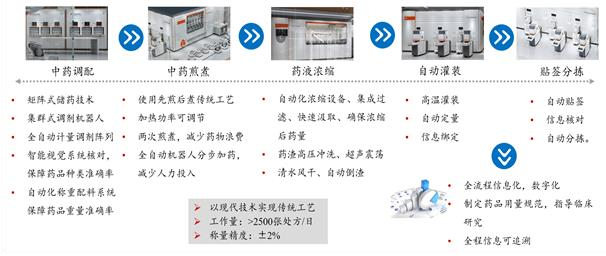 中药调配
中药煎煮
药液浓缩
自动灌装
贴签分拣
矩阵式储药技术
集群式调制机器人
全自动计量调剂阵列
智能视觉系统核对，
保障药品种类准确率
自动化称重配料系统
保障药品重量准确率
使用先煎后煮传统工艺
加热功率可调节
两次煎煮，减少药物浪费
全自动机器人分步加药，
减少人力投入
自动化浓缩设备、集成过
滤、快速汲取、确保浓缩
后药量
药渣高压冲洗、超声震荡
清水风干、自动倒渣
高温灌装
自动定量
信息绑定
自动贴签
信息核对
自动分拣。
以现代技术实现传统工艺
工作量：>2500张处方/日
称量精度：±2%
全流程信息化，数字化
制定药品用量规范，指导临床
研究
全程信息可追溯